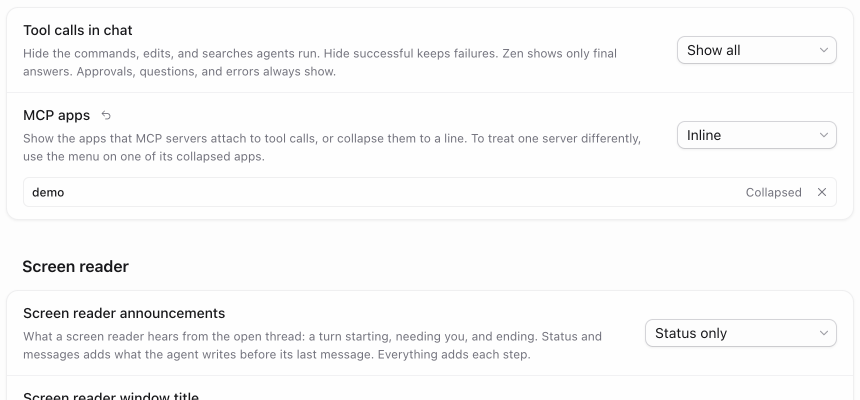 Tool calls in chat
Hide the commands, edits, and searches agents run. Hide successful keeps failures. Zen shows only final
answers. Approvals, questions, and errors always show.
Show all
MCP apps
Show the apps that MCP servers attach to tool calls, or collapse them to a line. To treat one server differently,
use the menu on one of its collapsed apps.
Inline
demo
Collapsed
Screen reader
Screen reader announcements
What a screen reader hears from the open thread: a turn starting, needing you, and ending. Status and
messages adds what the agent writes before its last message. Everything adds each step.
Status only
Screen reader window title